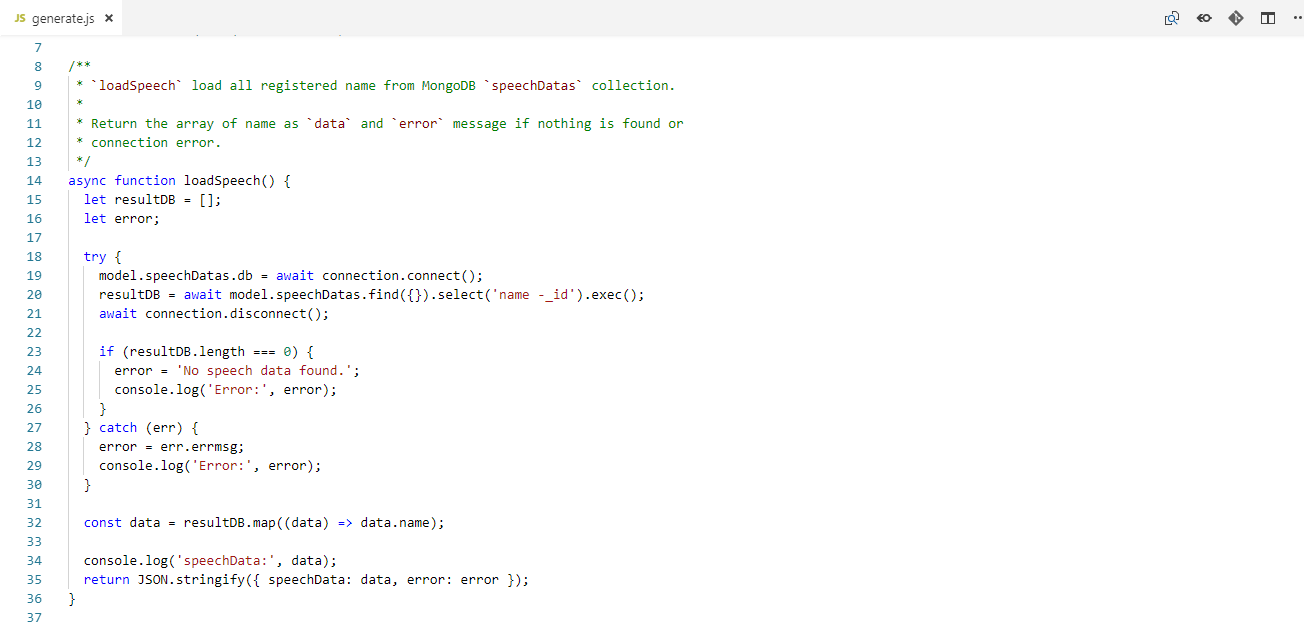 JS generate.js ×
7
8 /**
9  * `loadSpeech` load all registered name from MongoDB `speechDatas` collection.
10  *
11  * Return the array of name as `data` and `error` message if nothing is found or
12  * connection error.
13  */
14 async function loadSpeech() {
15   let resultDB = [];
16   let error;
17
18   try {
19     model.speechDatas.db = await connection.connect();
20     resultDB = await model.speechDatas.find({}).select('name -_id').exec();
21     await connection.disconnect();
22
23     if (resultDB.length === 0) {
24       error = 'No speech data found.';
25       console.log('Error:', error);
26     }
27   } catch (err) {
28     error = err.errmsg;
29     console.log('Error:', error);
30   }
31
32   const data = resultDB.map((data) => data.name);
33
34   console.log('speechData:', data);
35   return JSON.stringify({ speechData: data, error: error });
36 }
37